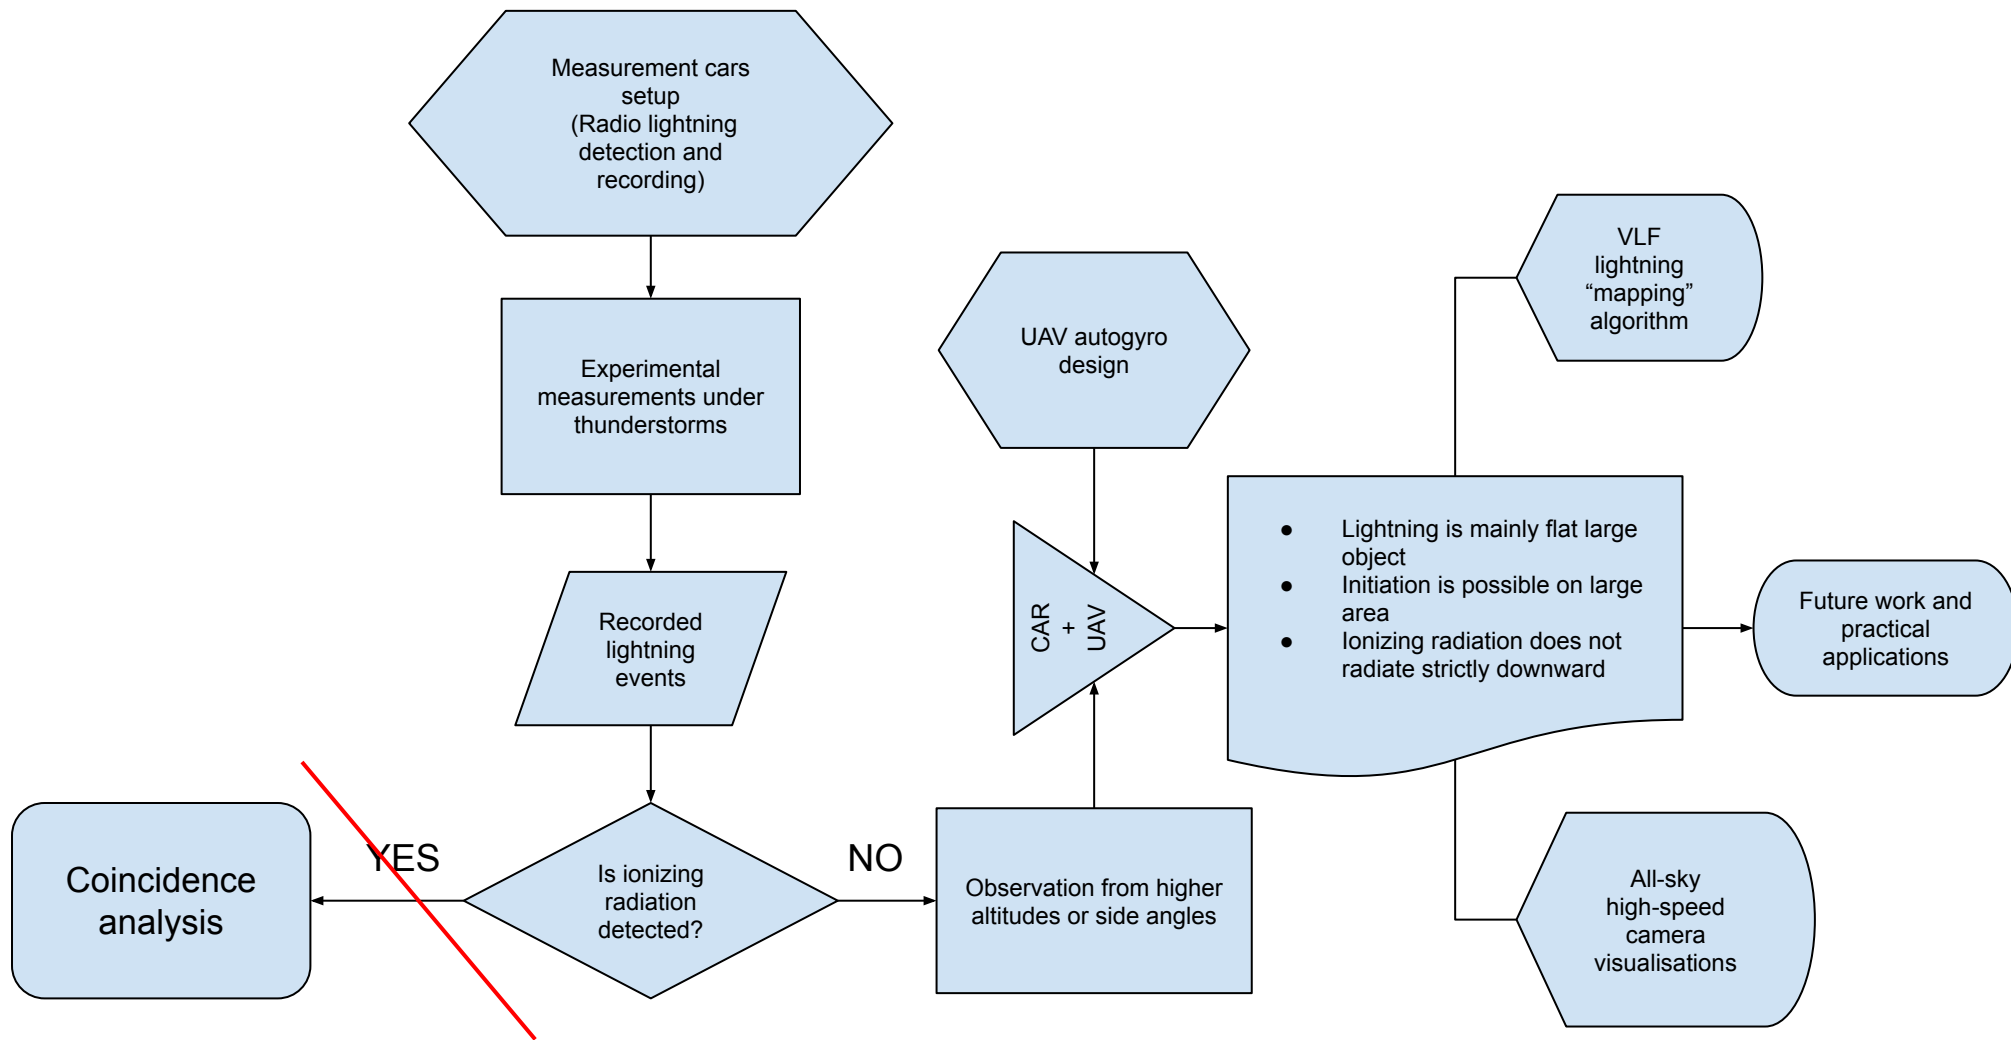 Measurement cars
setup
(Radio lightning
detection and
recording)
Experimental
measurements under
thunderstorms
Recorded
lightning
events
Is ionizing
radiation
detected?
YES
NO
Coincidence
analysis
Observation from higher
altitudes or side angles
UAV autogyro
design
CAR
+
UAV
● Lightning is mainly flat large
object
● Initiation is possible on large
area
● Ionizing radiation does not
radiate strictly downward
VLF
lightning
“mapping”
algorithm
Future work and
practical
applications
All-sky
high-speed
camera
visualisations